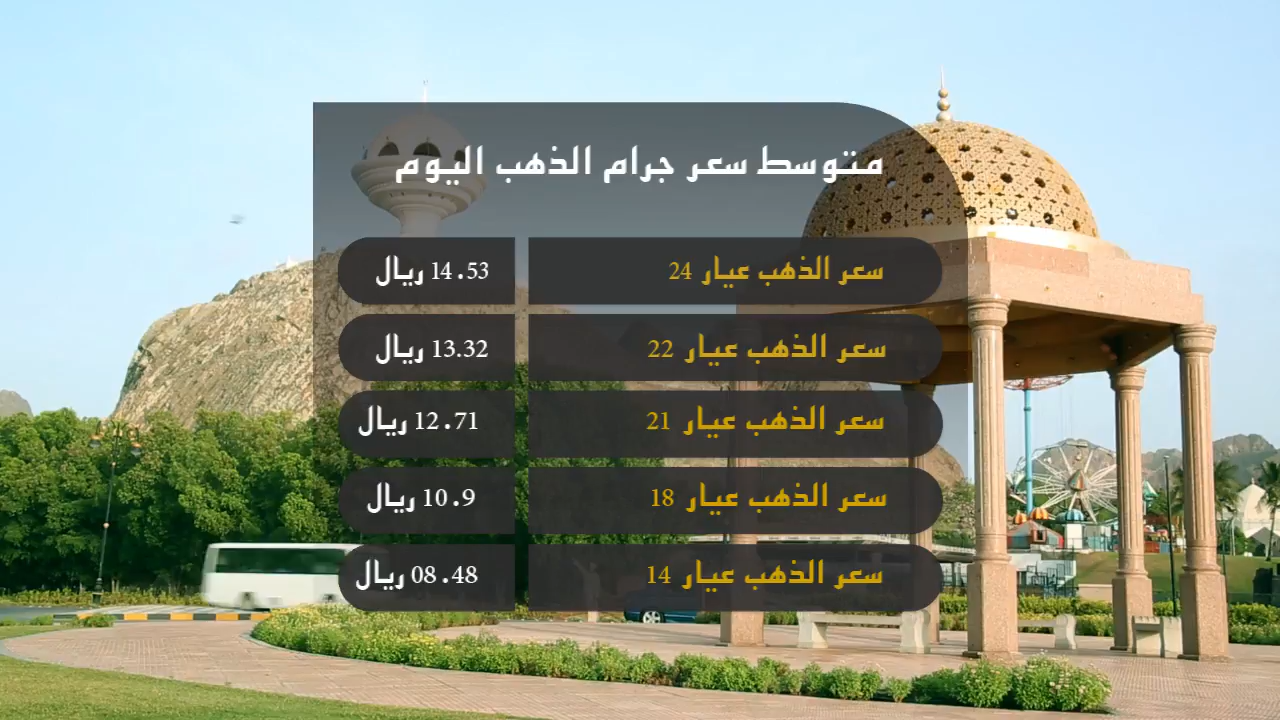 متوسط سعر جرام الذهب اليوم
سعر الذهب عيار 24 14.53 ريال
سعر الذهب عيار 22 13.32 ريال
سعر الذهب عيار 21 12.71 ريال
سعر الذهب عيار 18 10.9 ريال
سعر الذهب عيار 14 08.48 ريال